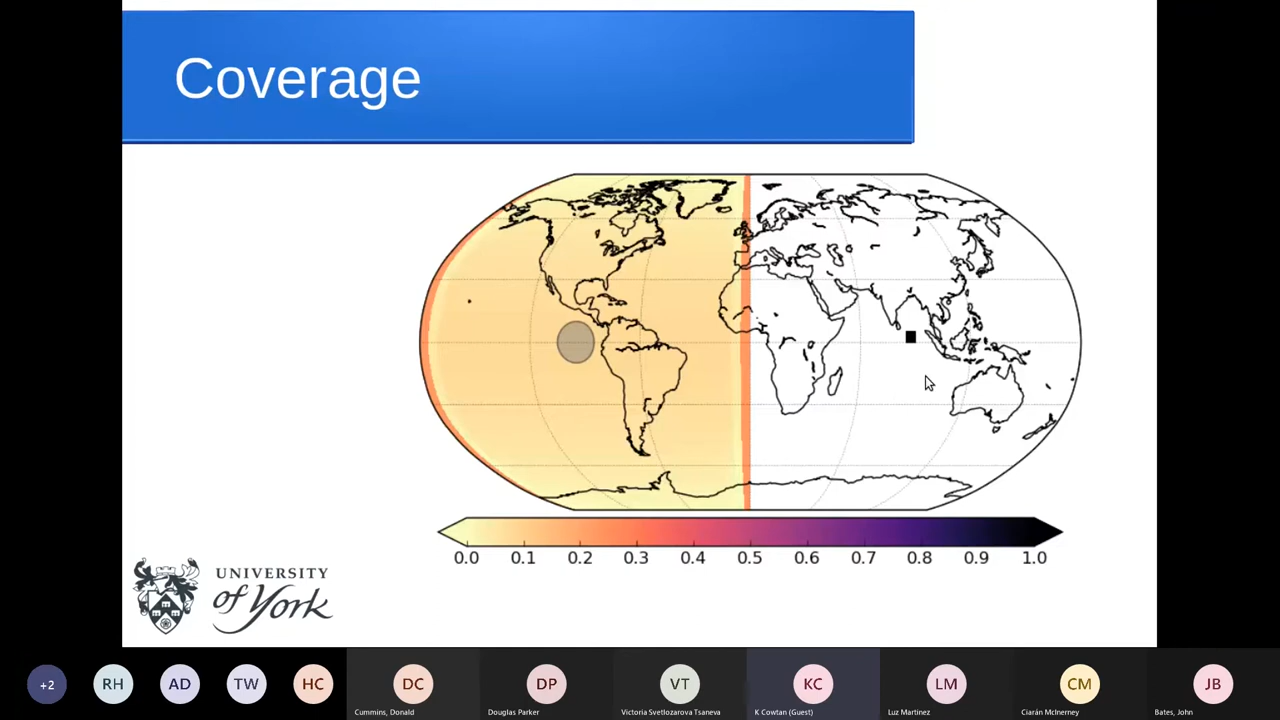 Coverage
0.0 0.1 0.2 0.3 0.4 0.5 0.6 0.7 0.8 0.9 1.0
UNIVERSITY
of York
+2 RH AD TW HC DC DP VT KC LM CM JB
Cummins, Donald Douglas Parker Victoria Svetlozarova Tsaneva K Cowtan (Guest) Luz Martinez Ciarán McInerney Bates, John